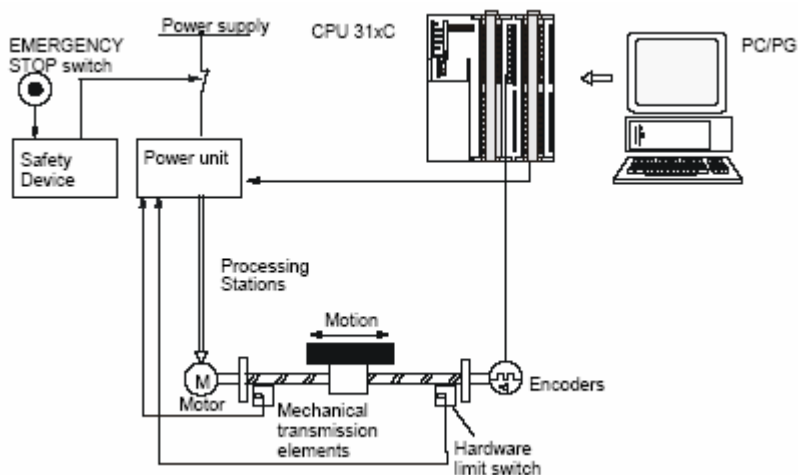 Power supply
CPU 31xC
PC/PG
EMERGENCY
STOP switch
Safety
Device
Power unit
Processing
Stations
Motion
M
Motor
Encoders
Mechanical
transmission
elements
Hardware
limit switch